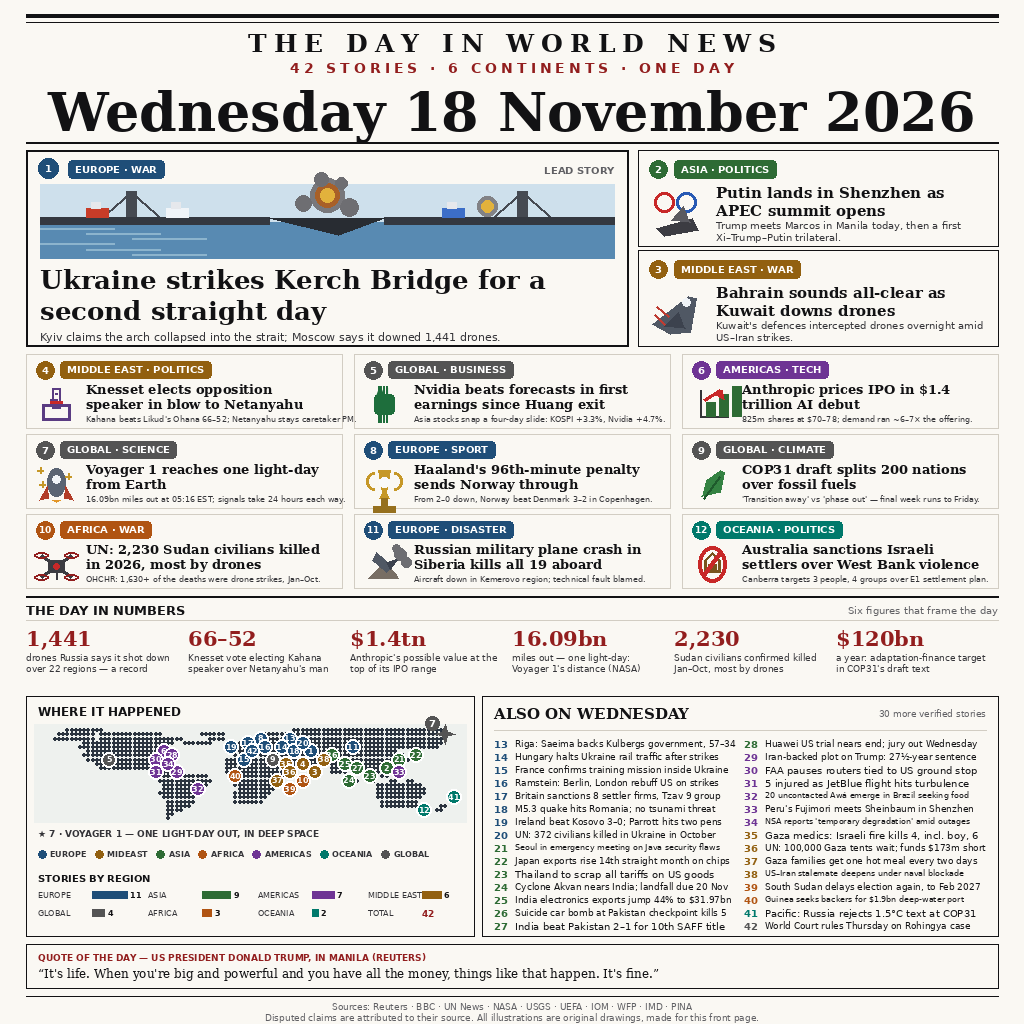 THE DAY IN WORLD NEWS
42 STORIES · 6 CONTINENTS · ONE DAY
Wednesday 18 November 2026
1 EUROPE · WAR
LEAD STORY
Ukraine strikes Kerch Bridge for a
second straight day
Kyiv claims the arch collapsed into the strait; Moscow says it downed 1,441 drones.
2 ASIA · POLITICS
Putin lands in Shenzhen as
APEC summit opens
Trump meets Marcos in Manila today, then a first
Xi–Trump–Putin trilateral.
3 MIDDLE EAST · WAR
Bahrain sounds all-clear as
Kuwait downs drones
Kuwait's defences intercepted drones overnight amid
US–Iran strikes.
4 MIDDLE EAST · POLITICS
Knesset elects opposition
speaker in blow to Netanyahu
Kahana beats Likud's Ohana 66–52; Netanyahu stays caretaker PM.
5 GLOBAL · BUSINESS
Nvidia beats forecasts in first
earnings since Huang exit
Asia stocks snap a four-day slide: KOSPI +3.3%, Nvidia +4.7%.
6 AMERICAS · TECH
Anthropic prices IPO in $1.4
trillion AI debut
825m shares at $70–78; demand ran ~6–7× the offering.
7 GLOBAL · SCIENCE
Voyager 1 reaches one light-day
from Earth
16.09bn miles out at 05:16 EST; signals take 24 hours each way.
8 EUROPE · SPORT
Haaland's 96th-minute penalty
sends Norway through
From 2–0 down, Norway beat Denmark 3–2 in Copenhagen.
9 GLOBAL · CLIMATE
COP31 draft splits 200 nations
over fossil fuels
'Transition away' vs 'phase out' — final week runs to Friday.
10 AFRICA · WAR
UN: 2,230 Sudan civilians killed
in 2026, most by drones
OHCHR: 1,630+ of the deaths were drone strikes, Jan–Oct.
11 EUROPE · DISASTER
Russian military plane crash in
Siberia kills all 19 aboard
Aircraft down in Kemerovo region; technical fault blamed.
12 OCEANIA · POLITICS
Australia sanctions Israeli
settlers over West Bank violence
Canberra targets 3 people, 4 groups over E1 settlement plan.
THE DAY IN NUMBERS
Six figures that frame the day
1,441
drones Russia says it shot down
over 22 regions — a record
66–52
Knesset vote electing Kahana
speaker over Netanyahu's man
$1.4tn
Anthropic's possible value at the
top of its IPO range
16.09bn
miles out — one light-day:
Voyager 1's distance (NASA)
2,230
Sudan civilians confirmed killed
Jan–Oct, most by drones
$120bn
a year: adaptation-finance target
in COP31's draft text
WHERE IT HAPPENED
★ 7 · VOYAGER 1 — ONE LIGHT-DAY OUT, IN DEEP SPACE
EUROPE MIDEAST ASIA AFRICA AMERICAS OCEANIA GLOBAL
STORIES BY REGION
EUROPE 11 ASIA 9 AMERICAS 7 MIDDLE EAST 6
GLOBAL 4 AFRICA 3 OCEANIA 2 TOTAL 42
ALSO ON WEDNESDAY
30 more verified stories
13 Riga: Saeima backs Kulbergs government, 57–34
14 Hungary halts Ukraine rail traffic after strikes
15 France confirms training mission inside Ukraine
16 Ramstein: Berlin, London rebuff US on strikes
17 Britain sanctions 8 settler firms, Tzav 9 group
18 M5.3 quake hits Romania; no tsunami threat
19 Ireland beat Kosovo 3–0; Parrott hits two pens
20 UN: 372 civilians killed in Ukraine in October
21 Seoul in emergency meeting on Java security flaws
22 Japan exports rise 14th straight month on chips
23 Thailand to scrap all tariffs on US goods
24 Cyclone Akvan nears India; landfall due 20 Nov
25 India electronics exports jump 44% to $31.97bn
26 Suicide car bomb at Pakistan checkpoint kills 5
27 India beat Pakistan 2–1 for 10th SAFF title
28 Huawei US trial nears end; jury out Wednesday
29 Iran-backed plot on Trump: 27½-year sentence
30 FAA pauses routers tied to US ground stop
31 5 injured as JetBlue flight hits turbulence
32 20 uncontacted Awá emerge in Brazil seeking food
33 Peru's Fujimori meets Sheinbaum in Shenzhen
34 NSA reports 'temporary degradation' amid outages
35 Gaza medics: Israeli fire kills 4, incl. boy, 6
36 UN: 100,000 Gaza tents wait; funds $173m short
37 Gaza families get one hot meal every two days
38 US–Iran stalemate deepens under naval blockade
39 South Sudan delays election again, to Feb 2027
40 Guinea seeks backers for $1.9bn deep-water port
41 Pacific: Russia rejects 1.5°C text at COP31
42 World Court rules Thursday on Rohingya case
QUOTE OF THE DAY — US PRESIDENT DONALD TRUMP, IN MANILA (REUTERS)
“It's life. When you're big and powerful and you have all the money, things like that happen. It's fine.”
Sources: Reuters · BBC · UN News · NASA · USGS · UEFA · IOM · WFP · IMD · PINA
Disputed claims are attributed to their source. All illustrations are original drawings, made for this front page.